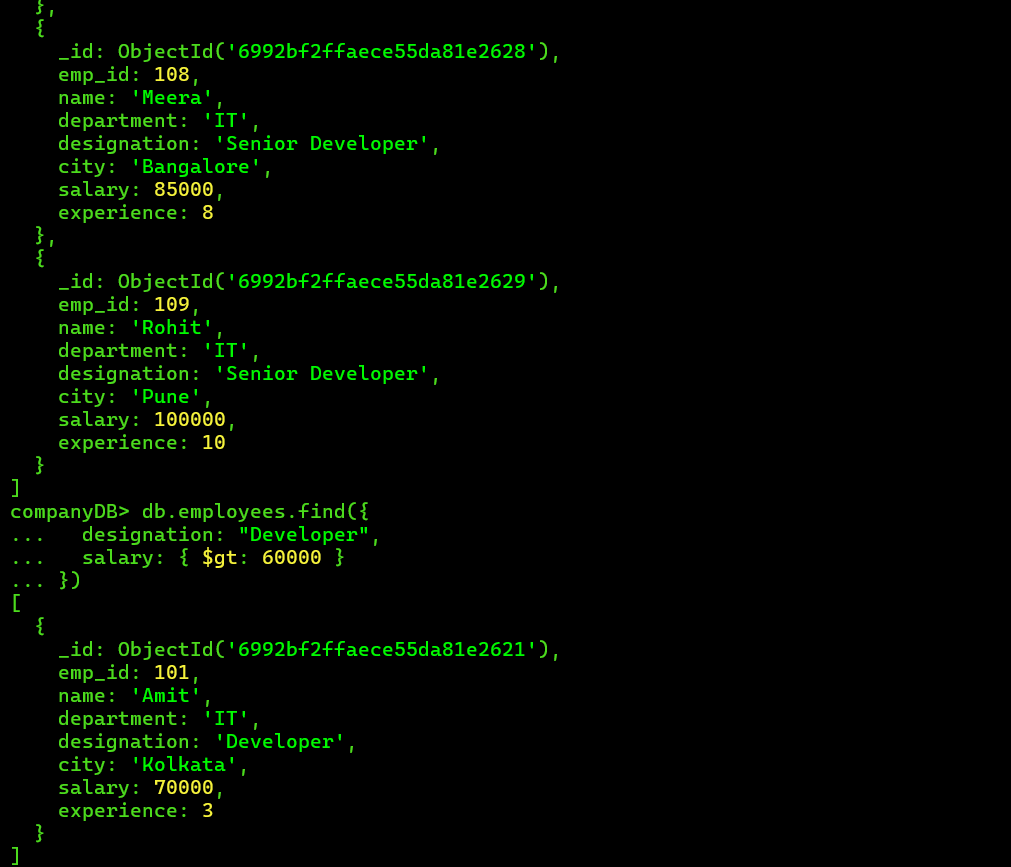 },
{
_id: ObjectId('6992bf2ffaece55da81e2628'),
emp_id: 108,
name: 'Meera',
department: 'IT',
designation: 'Senior Developer',
city: 'Bangalore',
salary: 85000,
experience: 8
},
{
_id: ObjectId('6992bf2ffaece55da81e2629'),
emp_id: 109,
name: 'Rohit',
department: 'IT',
designation: 'Senior Developer',
city: 'Pune',
salary: 100000,
experience: 10
}
]
companyDB> db.employees.find({
...   designation: "Developer",
...   salary: { $gt: 60000 }
... })
[
{
_id: ObjectId('6992bf2ffaece55da81e2621'),
emp_id: 101,
name: 'Amit',
department: 'IT',
designation: 'Developer',
city: 'Kolkata',
salary: 70000,
experience: 3
}
]